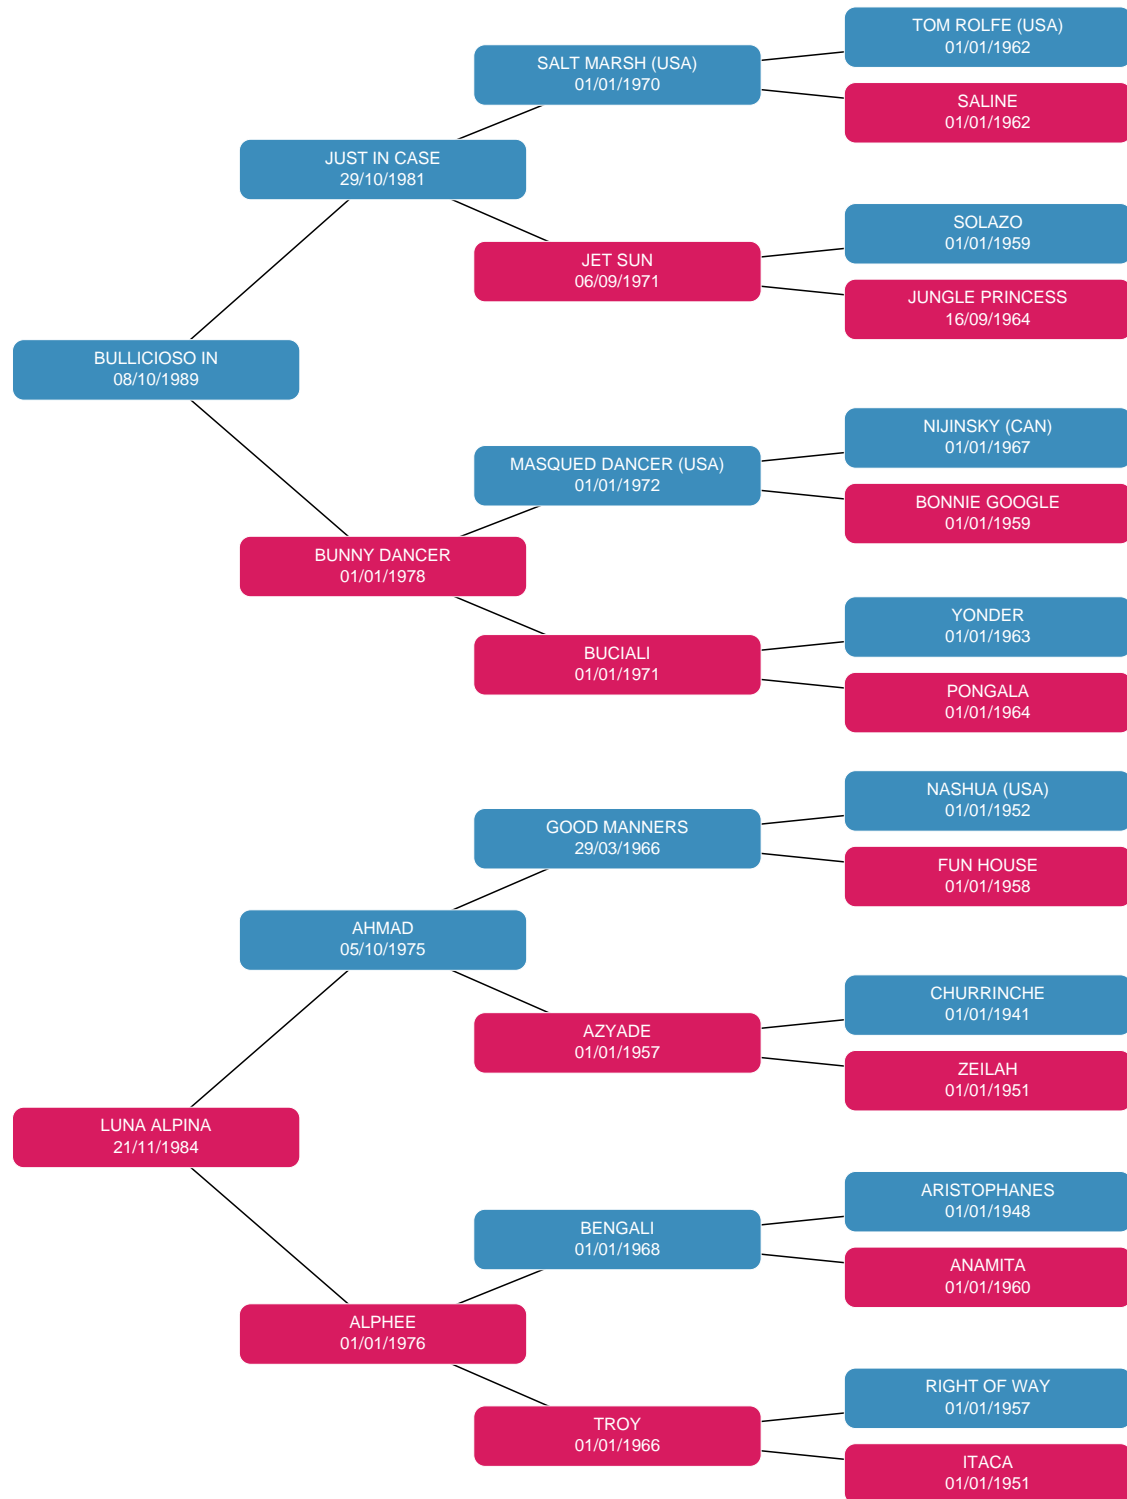 TOM ROLFE (USA)
01/01/1962
SALT MARSH (USA)
01/01/1970
SALINE
01/01/1962
JUST IN CASE
29/10/1981
SOLAZO
01/01/1959
JET SUN
06/09/1971
JUNGLE PRINCESS
16/09/1964
BULLICIOSO IN
08/10/1989
NIJINSKY (CAN)
01/01/1967
MASQUED DANCER (USA)
01/01/1972
BONNIE GOOGLE
01/01/1959
BUNNY DANCER
01/01/1978
YONDER
01/01/1963
BUCIALI
01/01/1971
PONGALA
01/01/1964
NASHUA (USA)
01/01/1952
GOOD MANNERS
29/03/1966
FUN HOUSE
01/01/1958
AHMAD
05/10/1975
CHURRINCHE
01/01/1941
AZYADE
01/01/1957
ZEILAH
01/01/1951
LUNA ALPINA
21/11/1984
ARISTOPHANES
01/01/1948
BENGALI
01/01/1968
ANAMITA
01/01/1960
ALPHEE
01/01/1976
RIGHT OF WAY
01/01/1957
TROY
01/01/1966
ITACA
01/01/1951